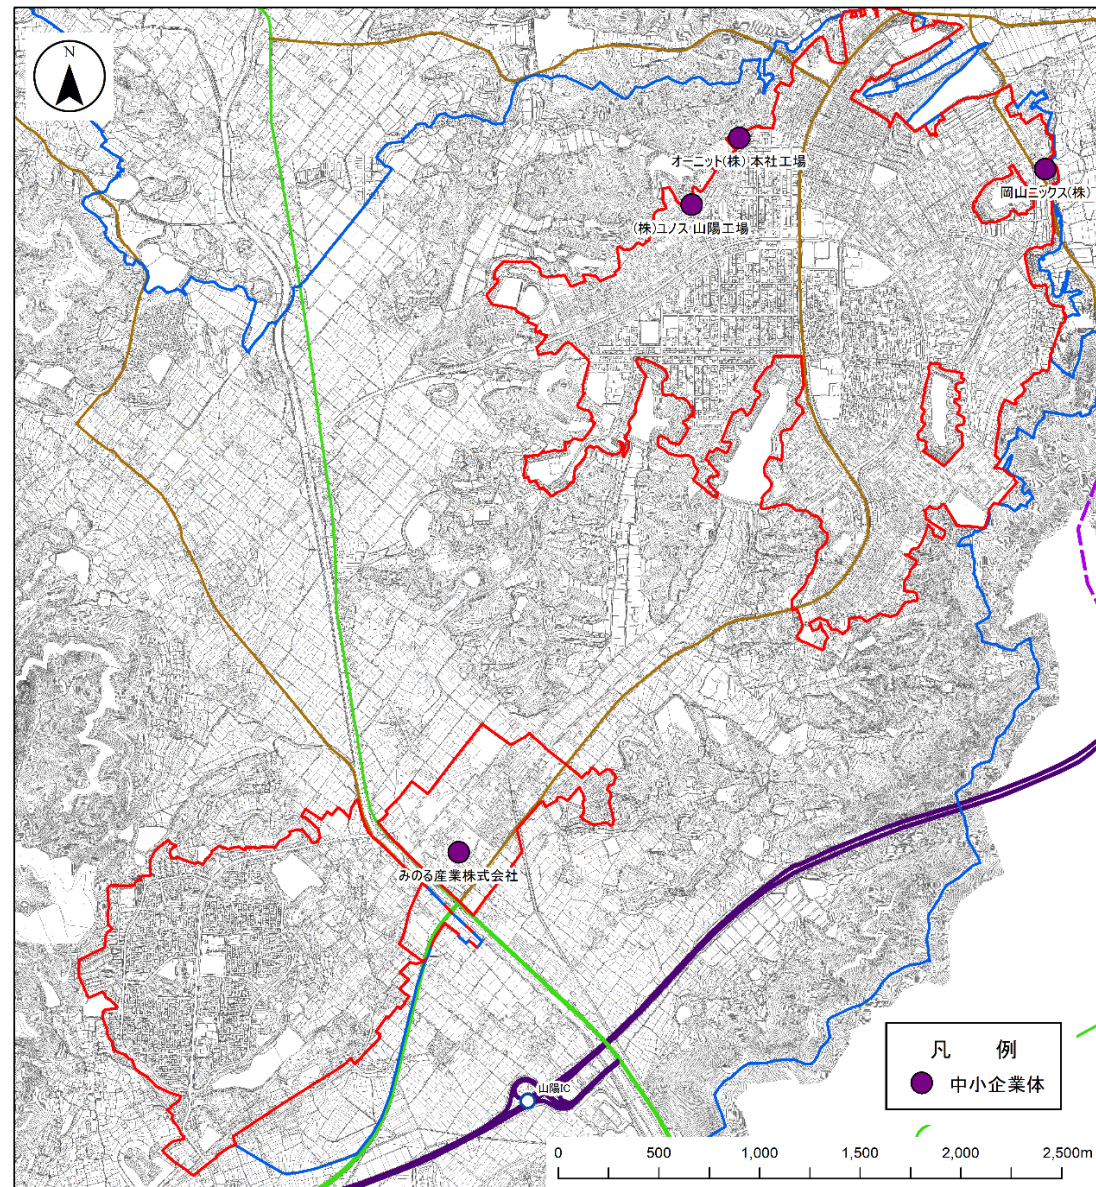 N
オーニット(株) 本社工場
岡山ニックス(株)
(株)ユノス 山陽工場
みのる産業株式会社
山陽IC
凡 例
中小企業体
0 500 1,000 1,500 2,000 2,500m